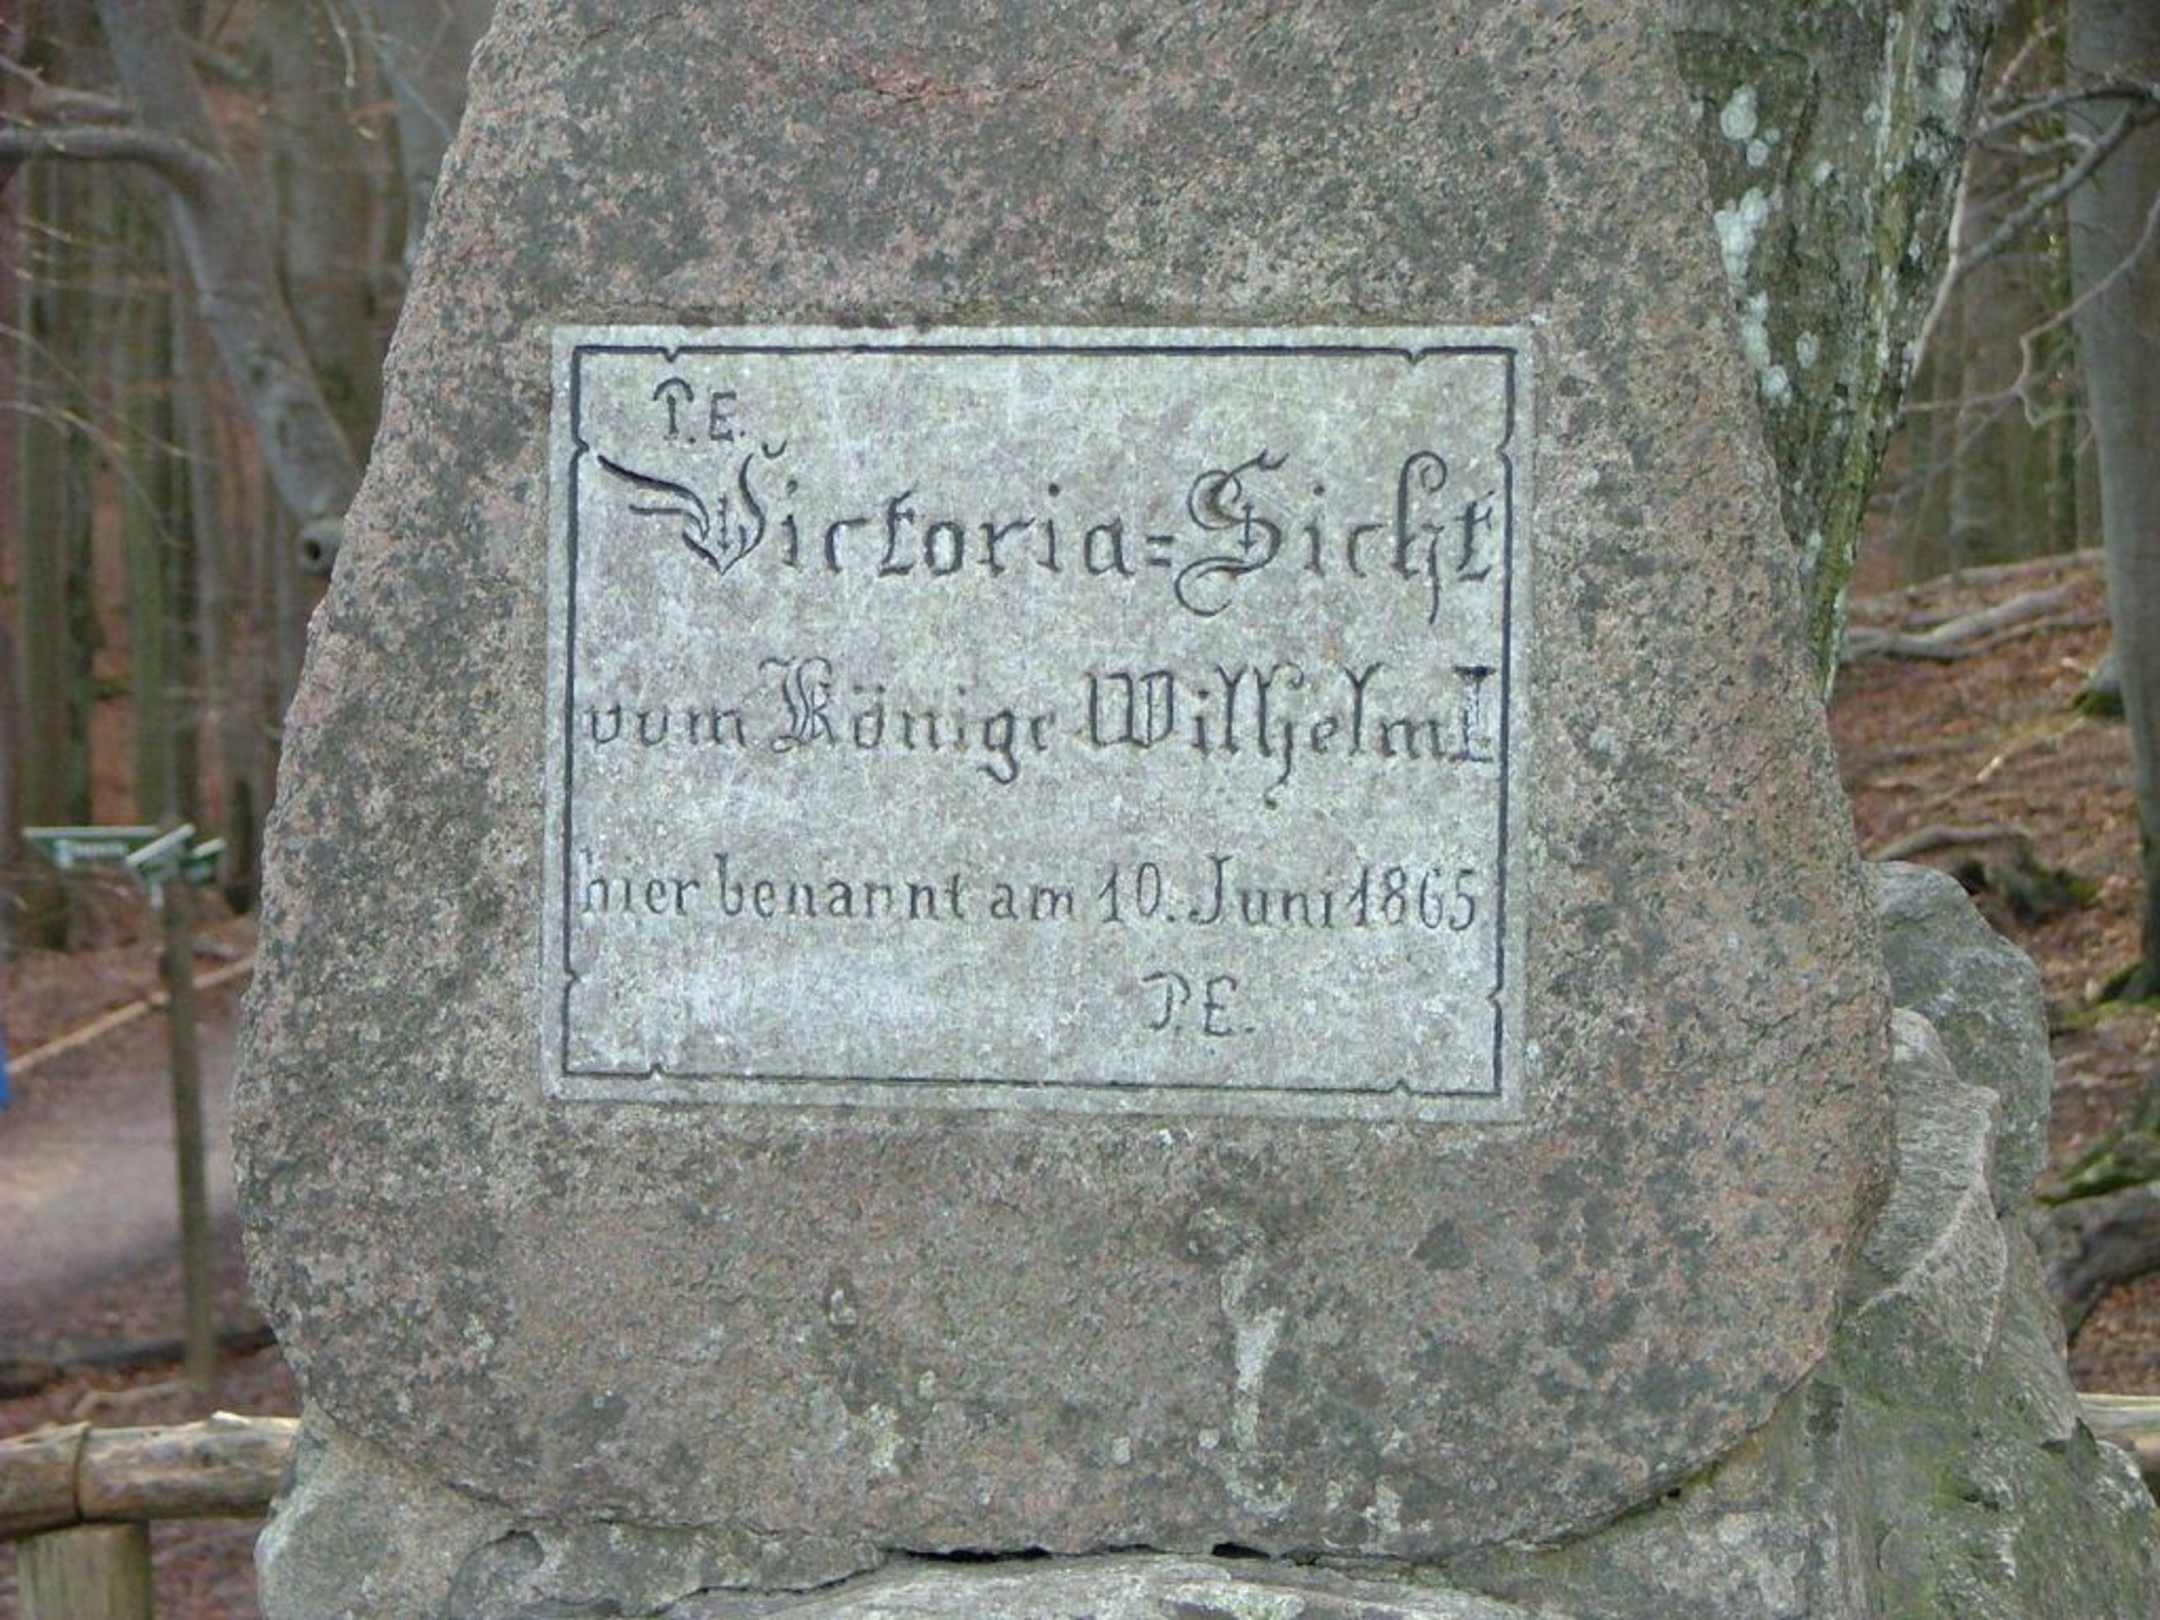 P.E.
Victoria=Sicht
vom Könige Wilhelm I.
hier benannt am 10. Juni 1865
P.E.